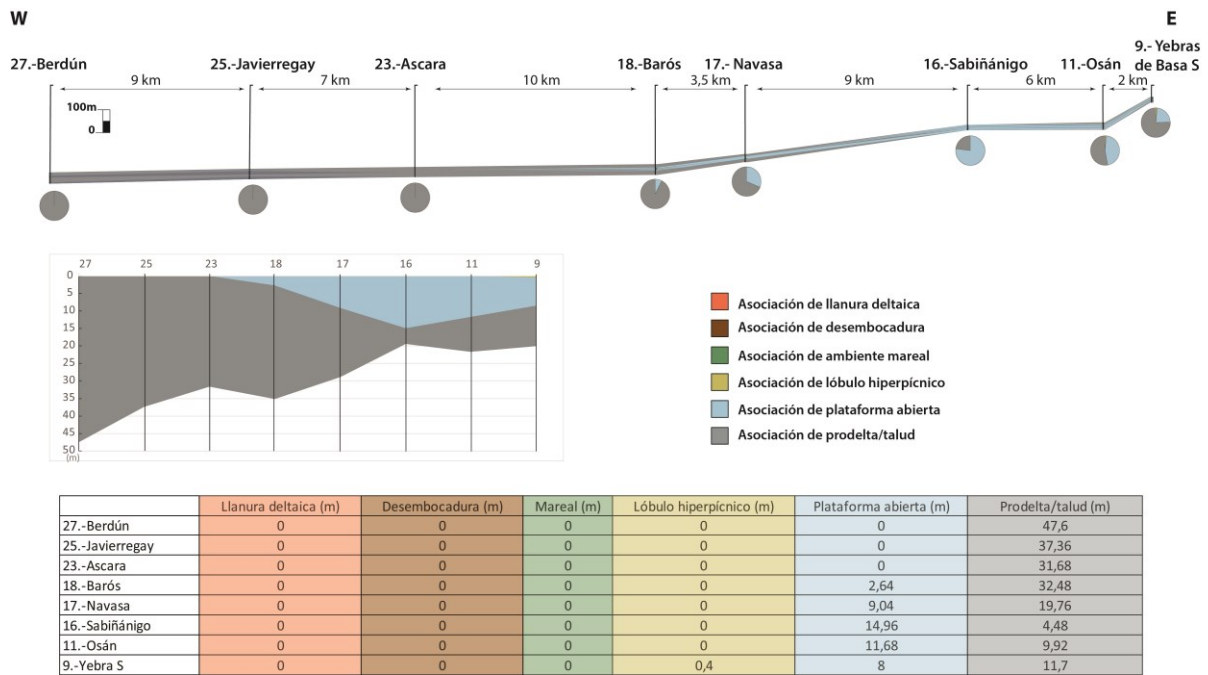 W E
27.-Berdún 25.-Javierregay 23.-Ascara 18.-Barós 17.- Navasa 16.-Sabiñánigo 11.-Osán 9.- Yebras de Basa S
9 km 7 km 10 km 3,5 km 9 km 6 km 2 km
100m
0
27 25 23 18 17 16 11 9
0
5
10
15
20
25
30
35
40
45
50
(m)
Asociación de llanura deltaica
Asociación de desembocadura
Asociación de ambiente mareal
Asociación de lóbulo hiperpícnico
Asociación de plataforma abierta
Asociación de prodelta/talud
Llanura deltaica (m) Desembocadura (m) Mareal (m) Lóbulo hiperpícnico (m) Plataforma abierta (m) Prodelta/talud (m)
27.-Berdún 0 0 0 0 0 47,6
25.-Javierregay 0 0 0 0 0 37,36
23.-Ascara 0 0 0 0 0 31,68
18.-Barós 0 0 0 0 2,64 32,48
17.-Navasa 0 0 0 0 9,04 19,76
16.-Sabiñánigo 0 0 0 0 14,96 4,48
11.-Osán 0 0 0 0 11,68 9,92
9.-Yebra S 0 0 0 0,4 8 11,7